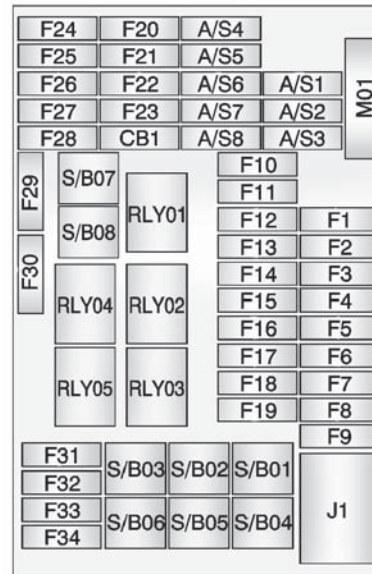 F24 F20 A/S4
F25 F21 A/S5
F26 F22 A/S6 A/S1
F27 F23 A/S7 A/S2
F28 CB1 A/S8 A/S3
M01
F29
F30
S/B07
S/B08
RLY01
RLY04 RLY02
RLY05 RLY03
F10
F11
F12 F1
F13 F2
F14 F3
F15 F4
F16 F5
F17 F6
F18 F7
F19 F8
F9
F31
F32
F33
F34
S/B03 S/B02 S/B01
S/B06 S/B05 S/B04
J1